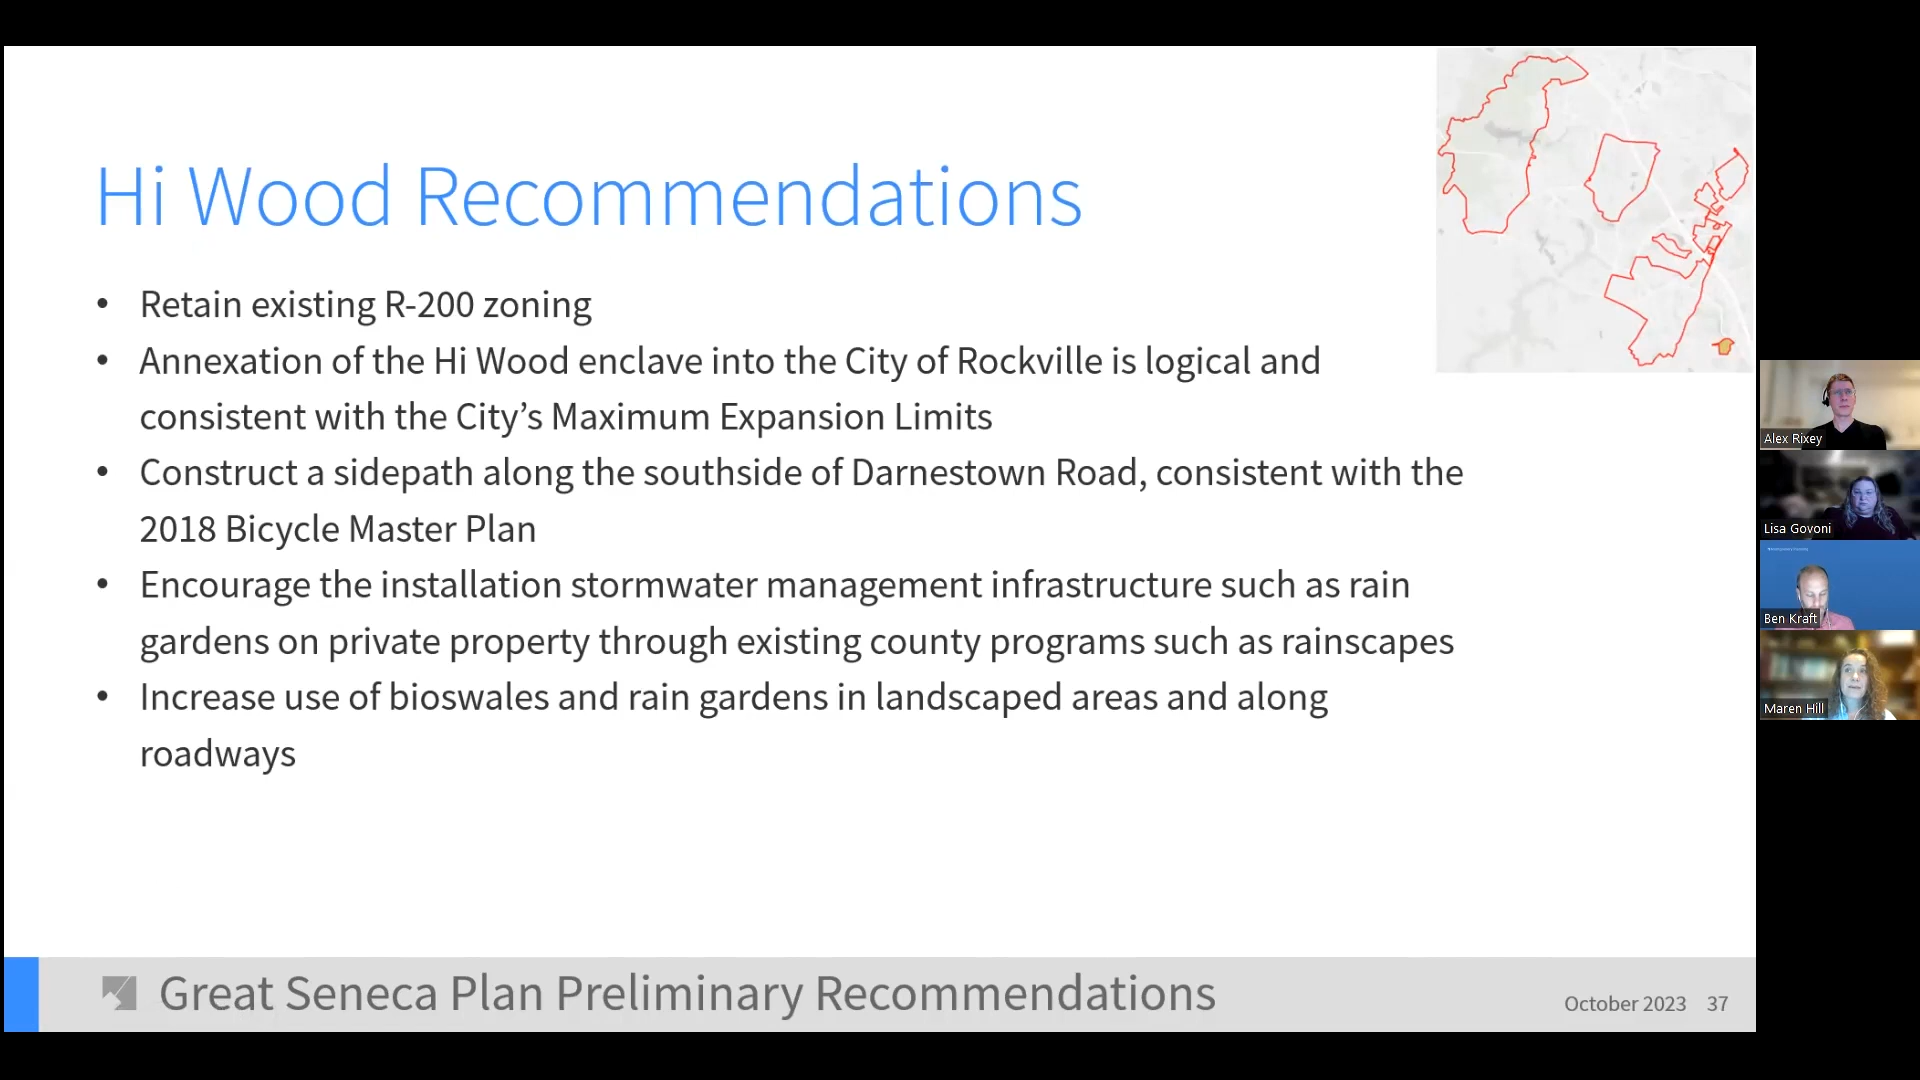 Hi Wood Recommendations
• Retain existing R-200 zoning
• Annexation of the Hi Wood enclave into the City of Rockville is logical and
consistent with the City’s Maximum Expansion Limits
• Construct a sidepath along the southside of Darnestown Road, consistent with the
2018 Bicycle Master Plan
• Encourage the installation stormwater management infrastructure such as rain
gardens on private property through existing county programs such as rainscapes
• Increase use of bioswales and rain gardens in landscaped areas and along
roadways
Great Seneca Plan Preliminary Recommendations
October 2023 37
Alex Rixey
Lisa Govoni
Ben Kraft
Maren Hill